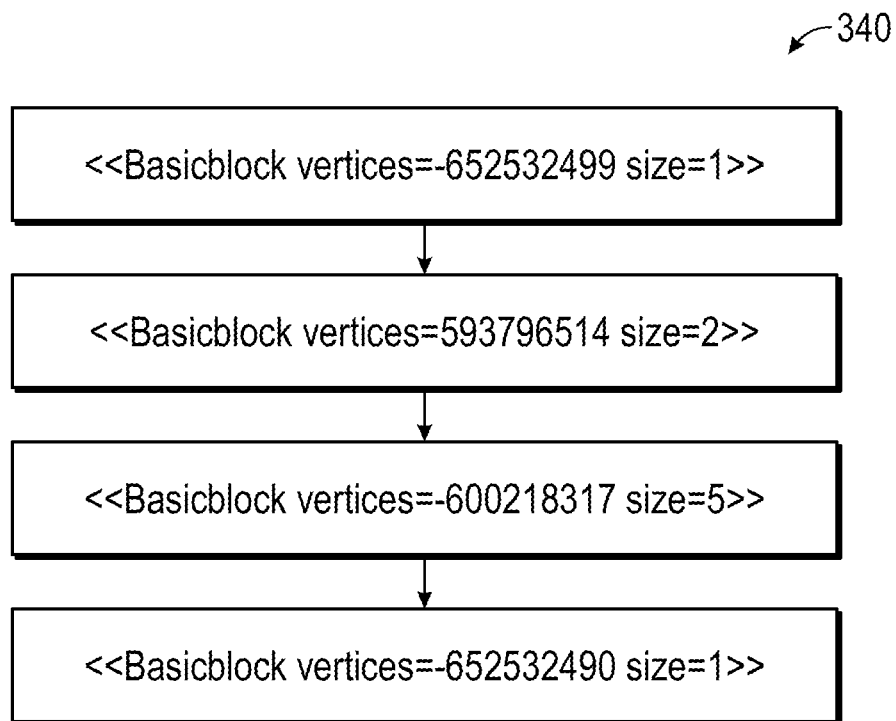 340
<<Basicblock vertices=-652532499 size=1>>
<<Basicblock vertices=593796514 size=2>>
<<Basicblock vertices=-600218317 size=5>>
<<Basicblock vertices=-652532490 size=1>>